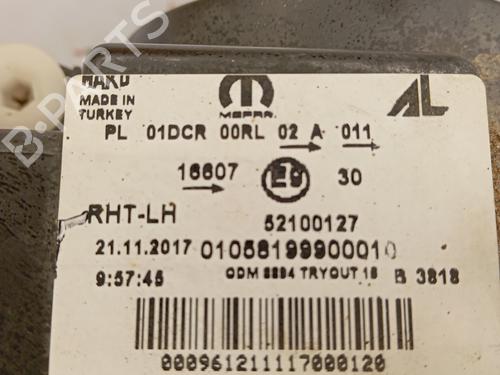 MAKO
MADE IN
TURKEY
MOPAR
AL
PL 01DCR 00RL 02 A 011
16607 E9 30
RHT-LH 52100127
21.11.2017 01058199900010
9:57:45 ODM 8894 TRYOUT 15 B 3818
000961211117000120
B-PARTS